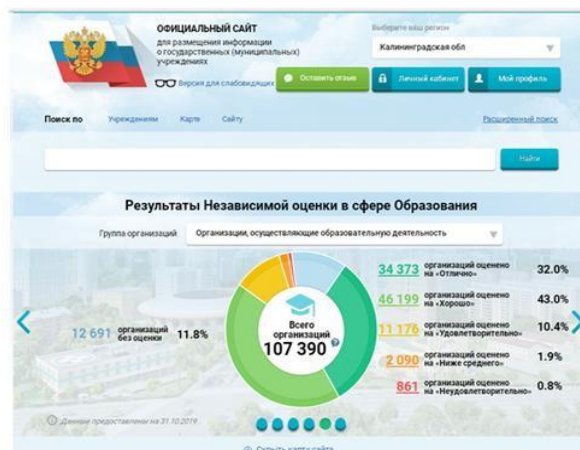 ОФИЦИАЛЬНЫЙ САЙТ
для размещения информации
о государственных (муниципальных)
учреждениях
Версия для слабовидящих
Выберите ваш регион
Калининградская обл
Оставить отзыв
Личный кабинет
Мой профиль
Поиск по Учреждениям Карте Сайту Расширенный поиск
Найти
Результаты Независимой оценки в сфере Образования
Группа организаций Организации, осуществляющие образовательную деятельность
34 373 организаций оценено на «Отлично» 32.0%
46 199 организаций оценено на «Хорошо» 43.0%
11 176 организаций оценено на «Удовлетворительно» 10.4%
2 090 организаций оценено на «Ниже среднего» 1.9%
861 организаций оценено на «Неудовлетворительно» 0.8%
12 691 организаций без оценки 11.8%
Всего
организаций
107 390
Данные предоставлены на 31.10.2019
Скрыть карту сайта